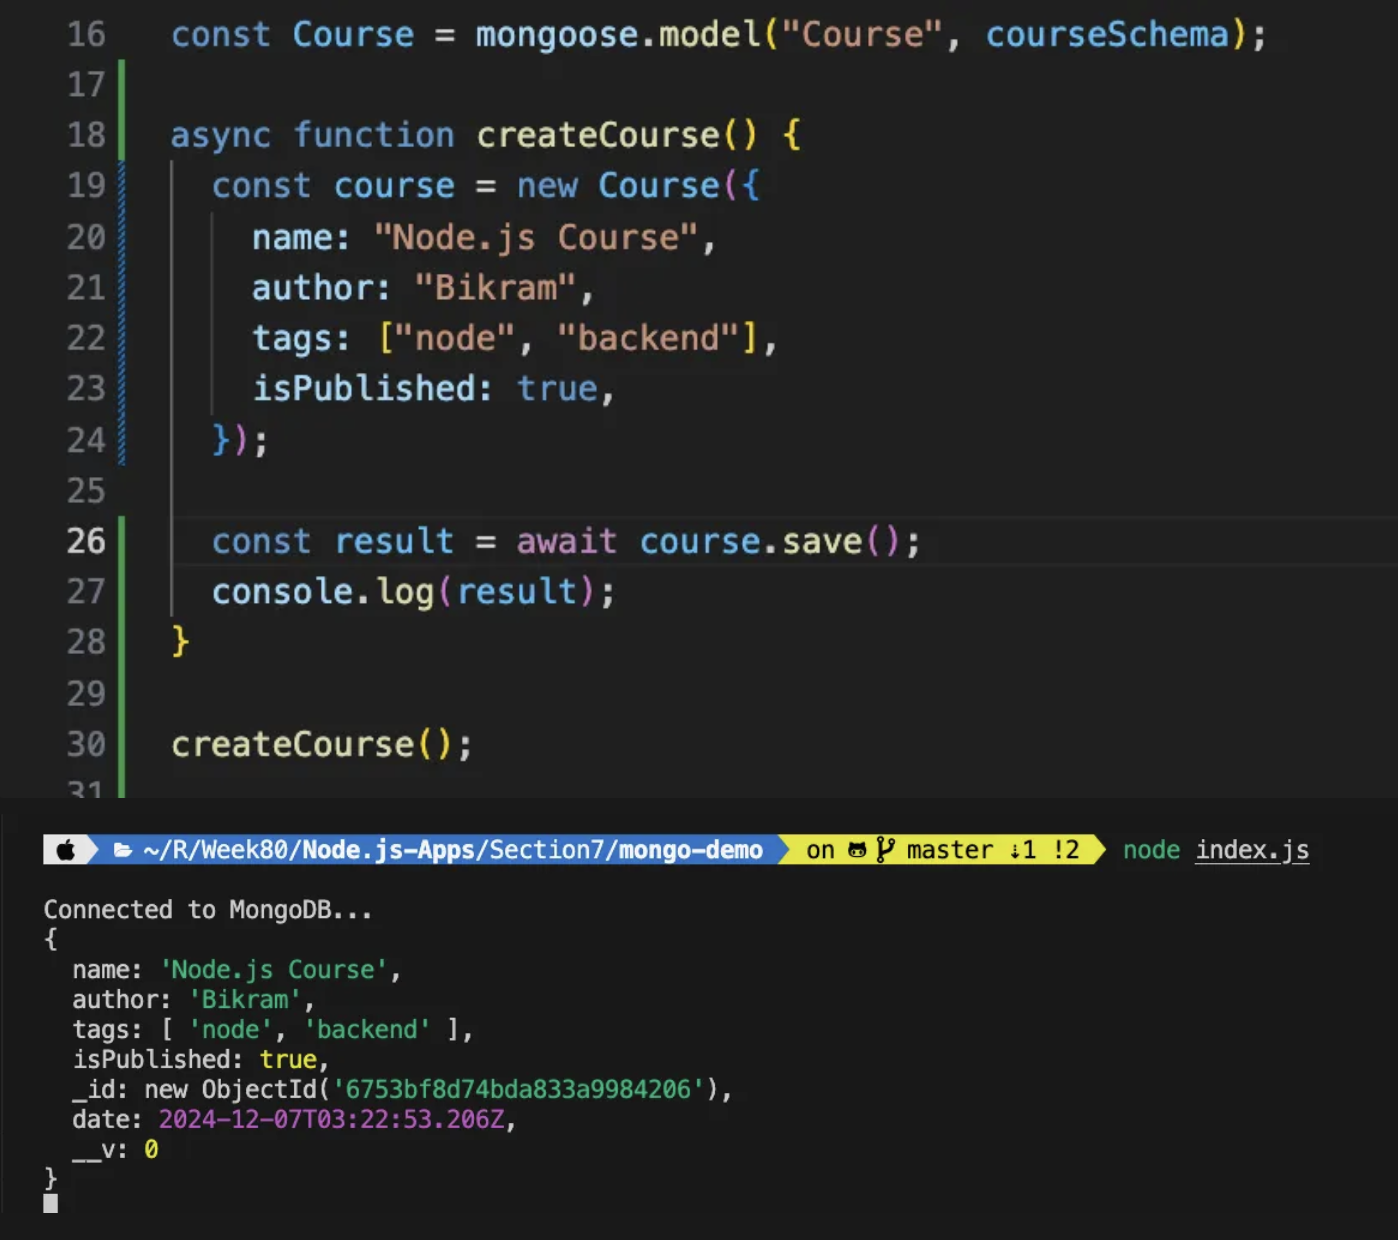 16 const Course = mongoose.model("Course", courseSchema);
17
18 async function createCourse() {
19 const course = new Course({
20 name: "Node.js Course",
21 author: "Bikram",
22 tags: ["node", "backend"],
23 isPublished: true,
24 });
25
26 const result = await course.save();
27 console.log(result);
28 }
29
30 createCourse();
31
~/R/Week80/Node.js-Apps/Section7/mongo-demo on master ⇣1 !2 node index.js
Connected to MongoDB...
{
name: 'Node.js Course',
author: 'Bikram',
tags: [ 'node', 'backend' ],
isPublished: true,
_id: new ObjectId('6753bf8d74bda833a9984206'),
date: 2024-12-07T03:22:53.206Z,
__v: 0
}